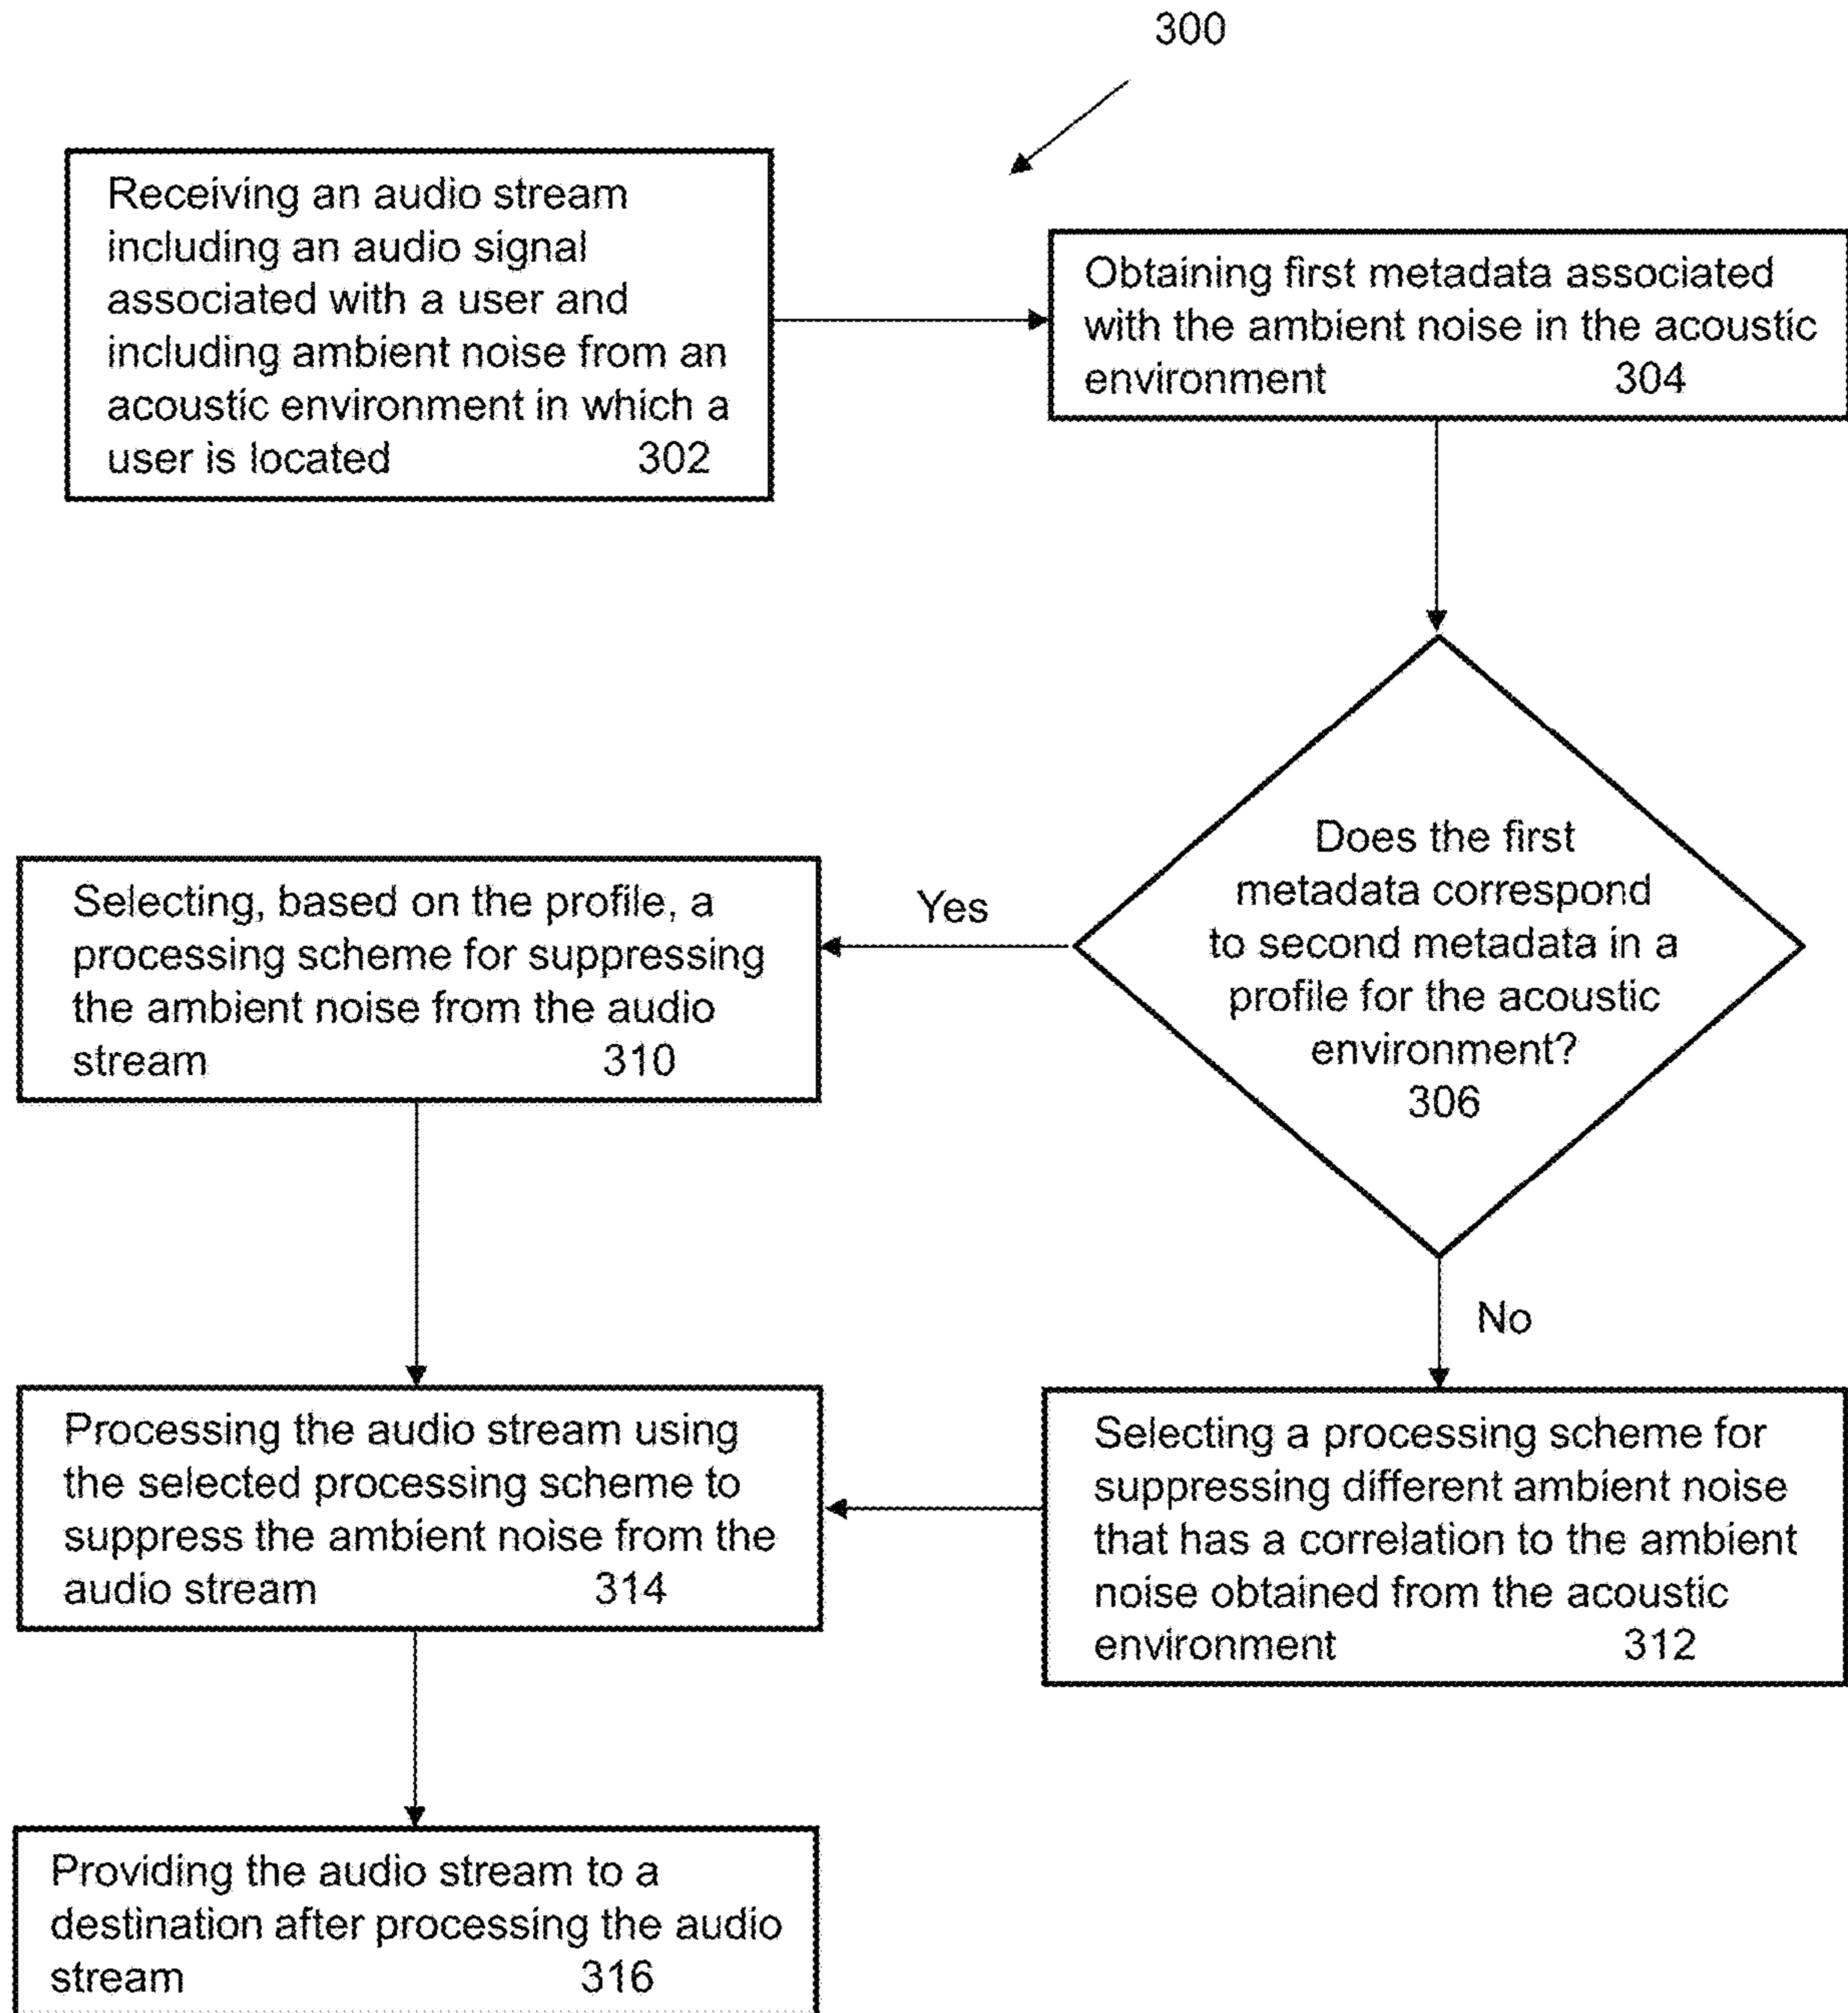 300
Receiving an audio stream
including an audio signal
associated with a user and
including ambient noise from an
acoustic environment in which a
user is located 302
Obtaining first metadata associated
with the ambient noise in the acoustic
environment 304
Does the first
metadata correspond
to second metadata in a
profile for the acoustic
environment?
306
Yes
Selecting, based on the profile, a
processing scheme for suppressing
the ambient noise from the audio
stream 310
No
Selecting a processing scheme for
suppressing different ambient noise
that has a correlation to the ambient
noise obtained from the acoustic
environment 312
Processing the audio stream using
the selected processing scheme to
suppress the ambient noise from the
audio stream 314
Providing the audio stream to a
destination after processing the audio
stream 316